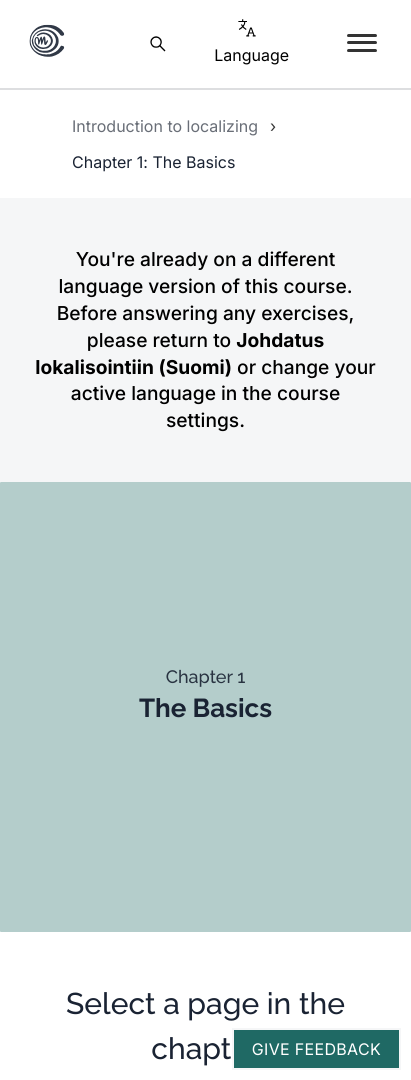 Language
Introduction to localizing ›
Chapter 1: The Basics
You're already on a different
language version of this course.
Before answering any exercises,
please return to Johdatus
lokalisointiin (Suomi) or change your
active language in the course
settings.
Chapter 1
The Basics
Select a page in the
chapt
GIVE FEEDBACK